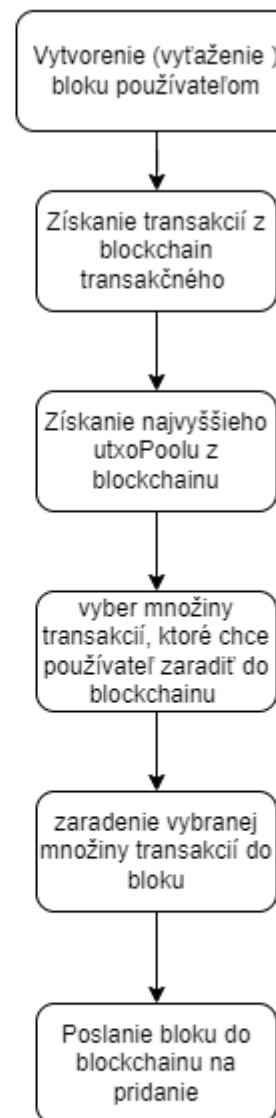 Vytvorenie (vyťaženie )
bloku používateľom
Získanie transakcií z
blockchain
transakčného
Získanie najvyššieho
utxoPoolu z
blockchainu
vyber množiny
transakcií, ktoré chce
používateľ zaradiť do
blockchainu
zaradenie vybranej
množiny transakcií do
bloku
Poslanie bloku do
blockchainu na
pridanie